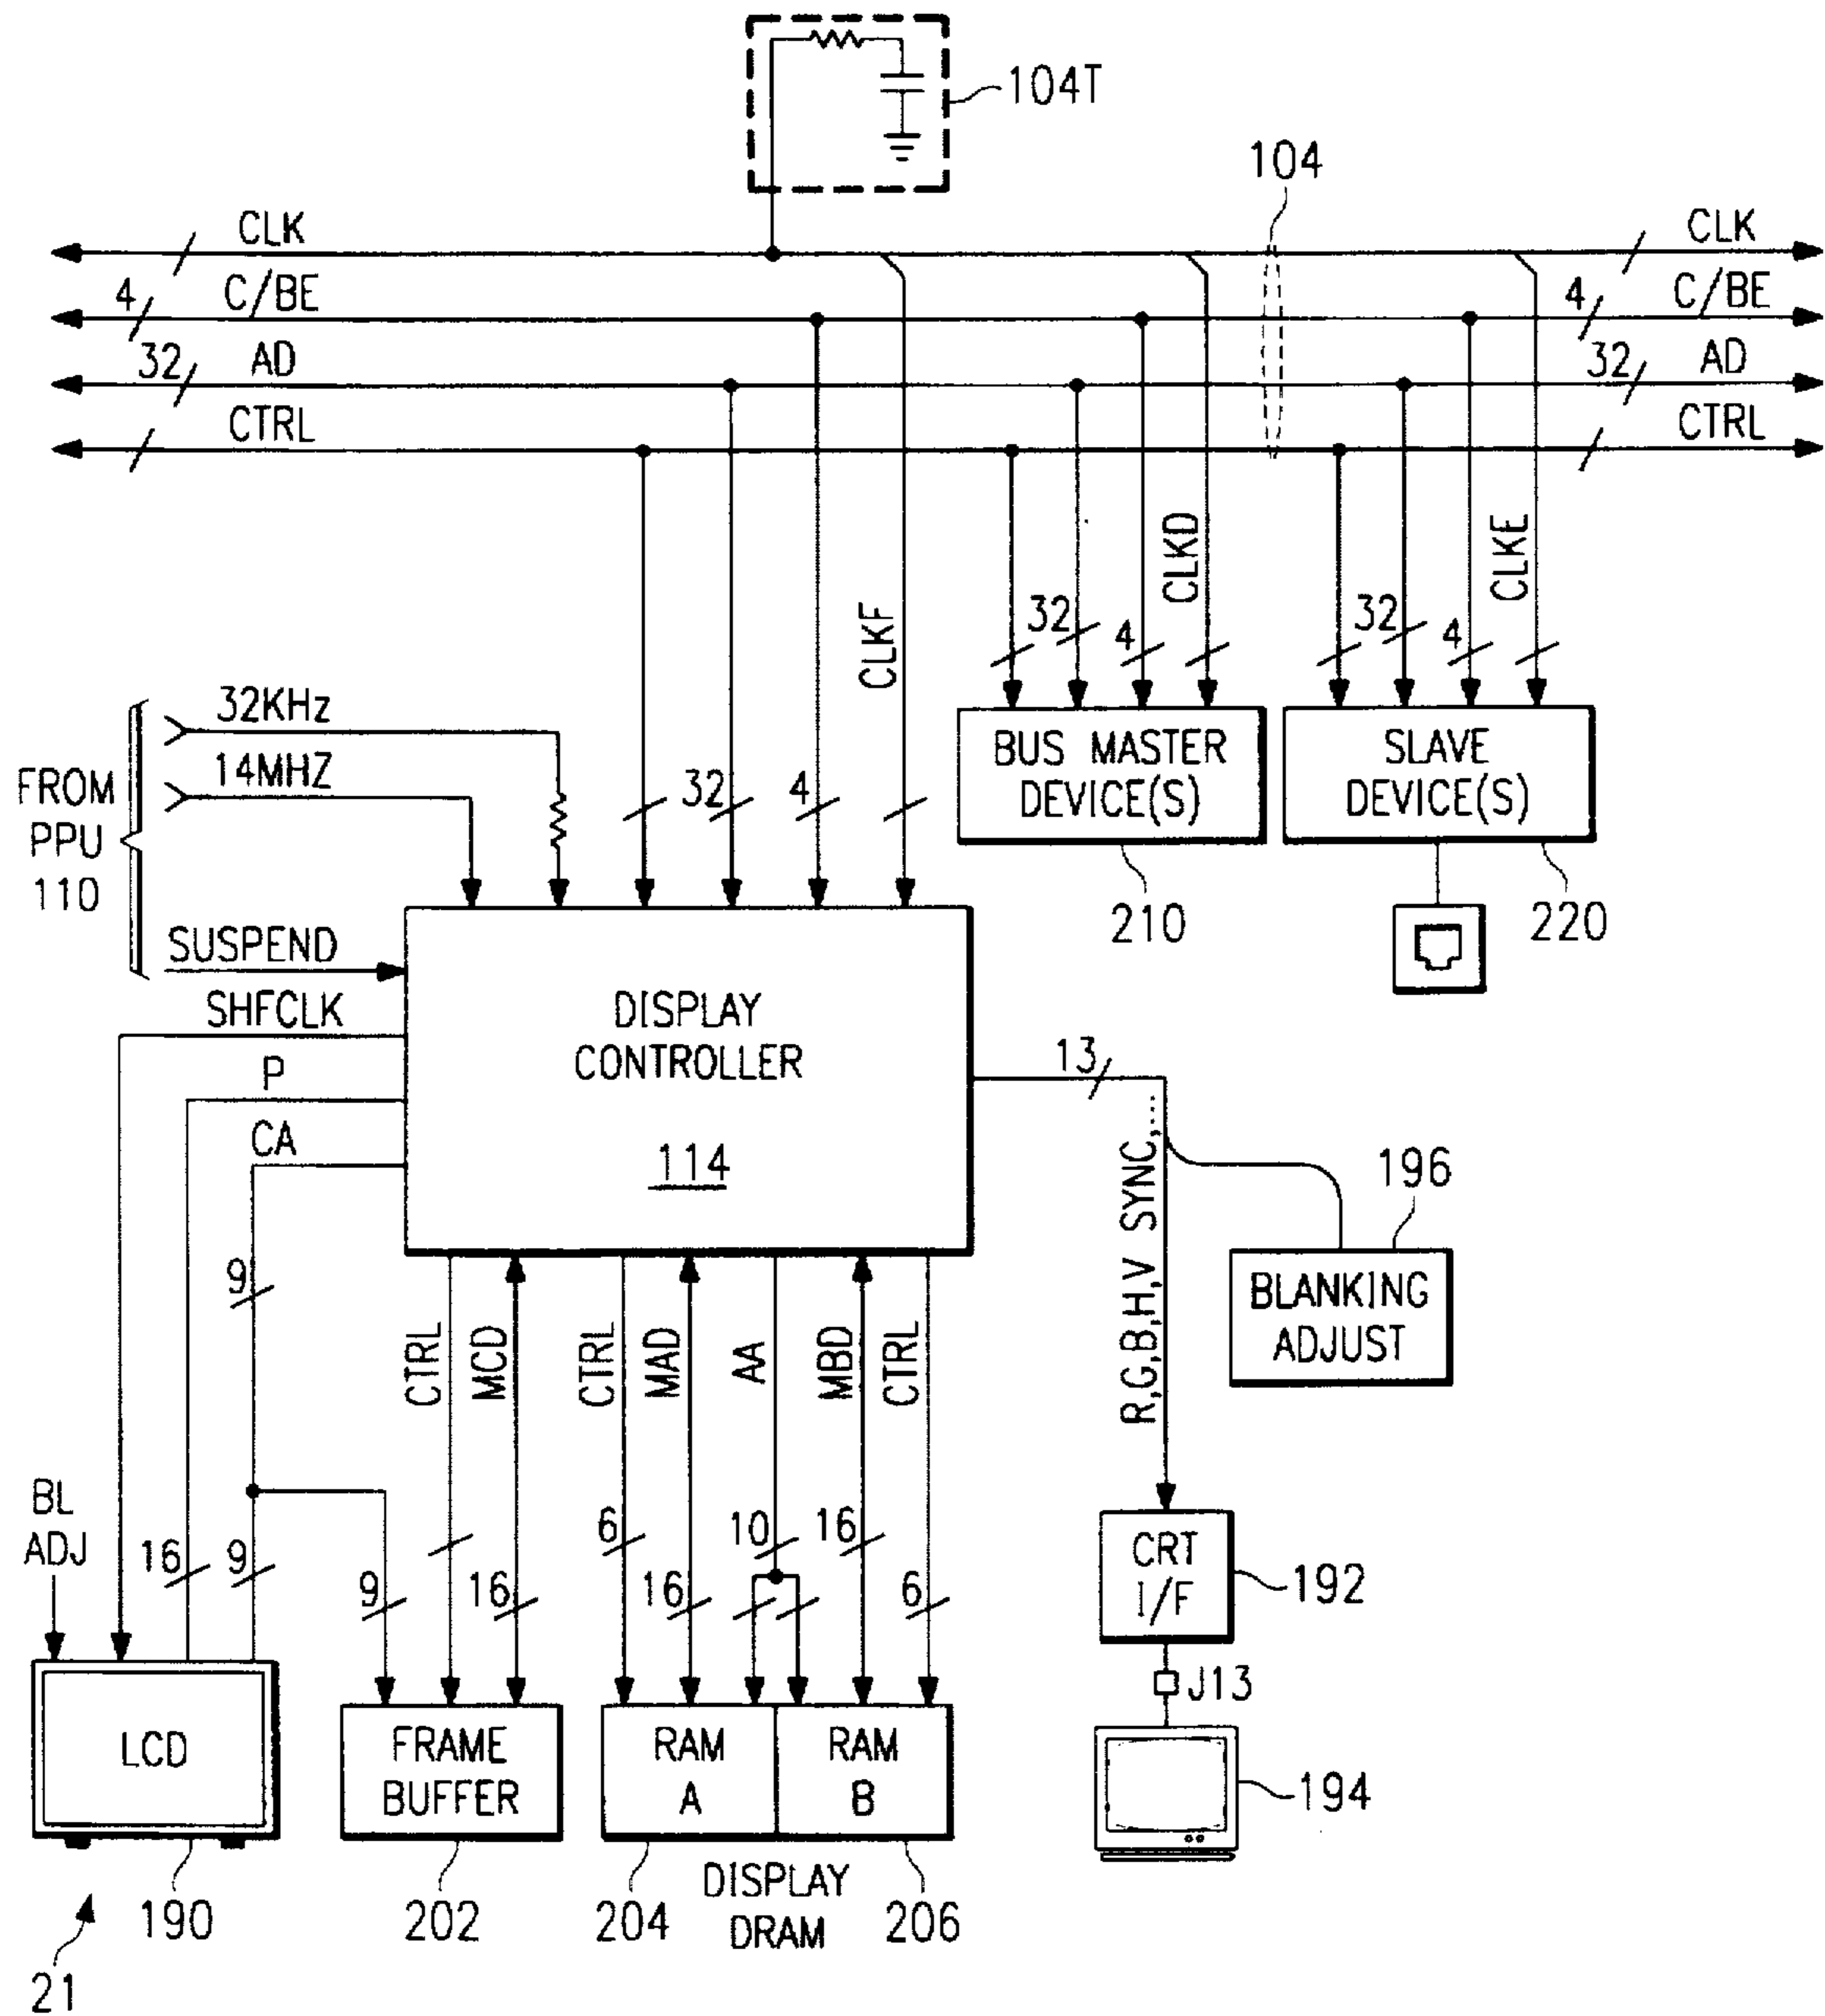 104T
104
CLK
CLK
4
C/BE
4
C/BE
32
AD
32
AD
CTRL
CTRL
CLKF
CLKD
CLKE
32
4
32
4
32KHz
14MHZ
FROM
PPU
110
32
4
BUS MASTER
DEVICE(S)
SLAVE
DEVICE(S)
210
220
SUSPEND
SHFCLK
P
CA
DISPLAY
CONTROLLER
114
13
R,G,B,H,V SYNC,...
196
BLANKING
ADJUST
9
CTRL
MCD
CTRL
MAD
AA
MBD
CTRL
BL
ADJ
16
9
9
16
6
16
10
16
6
CRT
I/F
192
J13
194
LCD
FRAME
BUFFER
RAM
A
RAM
B
190
202
204
DISPLAY
DRAM
206
21